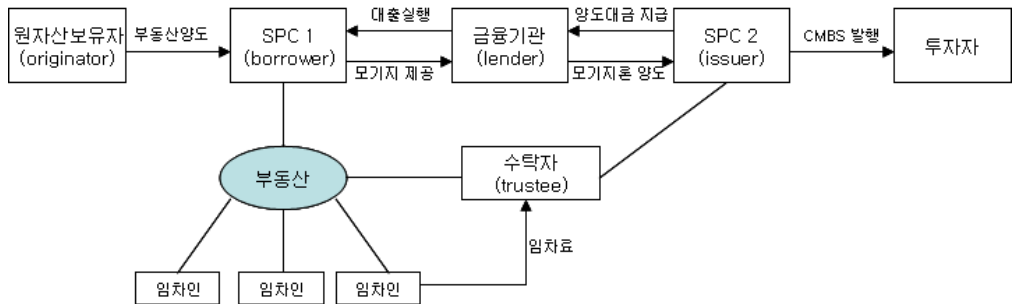 대출실행
양도대금 지급
원자산보유자
(originator)
부동산양도
SPC 1
(borrower)
금융기관
(lender)
SPC 2
(issuer)
CMBS 발행
투자자
모기지 제공
모기지론 양도
부동산
수탁자
(trustee)
임차료
임차인
임차인
임차인